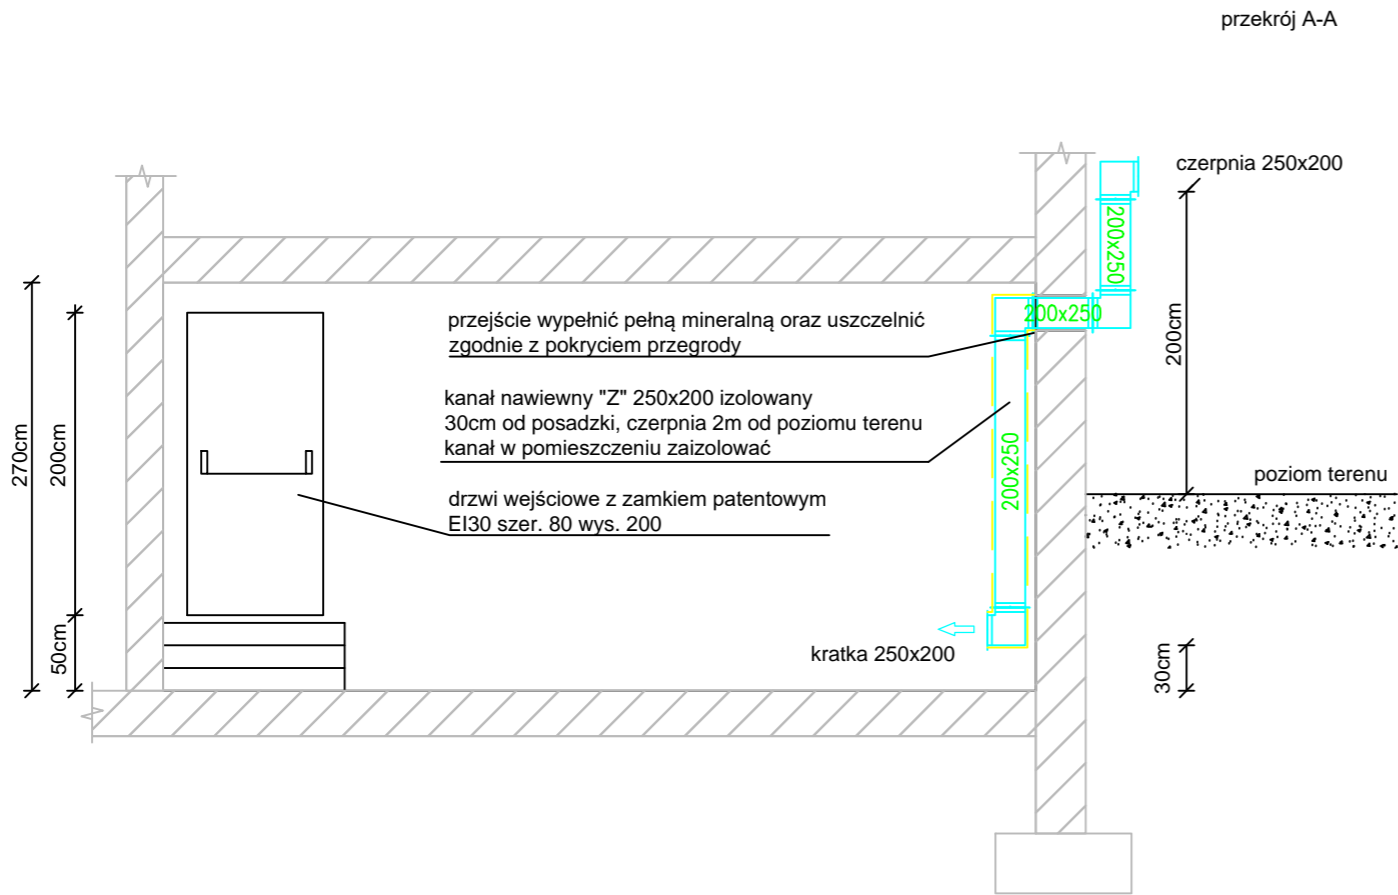 przekrój A-A
czerpnia 250x200
200x250
200x250
200cm
przejście wypełnić pełną mineralną oraz uszczelnić
zgodnie z pokryciem przegrody
kanał nawiewny "Z" 250x200 izolowany
30cm od posadzki, czerpnia 2m od poziomu terenu
kanał w pomieszczeniu zaizolować
200x250
270cm
200cm
poziom terenu
drzwi wejściowe z zamkiem patentowym
EI30 szer. 80 wys. 200
50cm
kratka 250x200
30cm